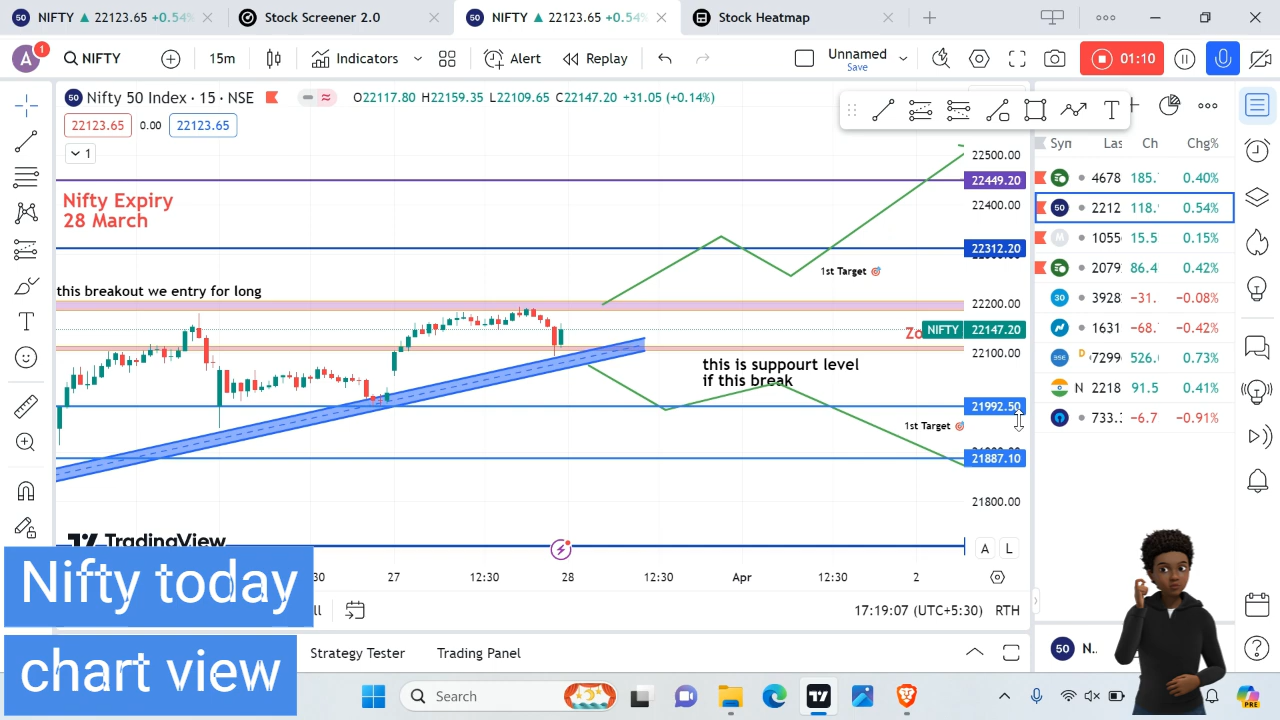 NIFTY ▲ 22123.65 +0.54%
Stock Screener 2.0
NIFTY ▲ 22123.65 +0.54%
Stock Heatmap
A 1 NIFTY 15m Indicators Alert Replay Unnamed 01:10
Save
50 Nifty 50 Index · 15 · NSE O22117.80 H22159.35 L22109.65 C22147.20 +31.05 (+0.14%)
22123.65 0.00 22123.65
1
T
Nifty Expiry
28 March
this breakout we entry for long
1st Target
this is suppourt level
if this break
1st Target
22500.00
22449.20
22400.00
22312.20
22200.00
NIFTY 22147.20
22100.00
21992.50
21887.10
21800.00
A L
TradingView
27 12:30 28 12:30 Apr 12:30 2
17:19:07 (UTC+5:30) RTH
Strategy Tester Trading Panel
Chg%
4678 185. 0.40%
50 2212 118. 0.54%
M 1055 15.5 0.15%
2079 86.4 0.42%
30 3928 −31. −0.08%
1631 −68. −0.42%
D 7299 526. 0.73%
N 2218 91.5 0.41%
733. −6.7 −0.91%
50 N..
Nifty today
chart view
Search
PRE